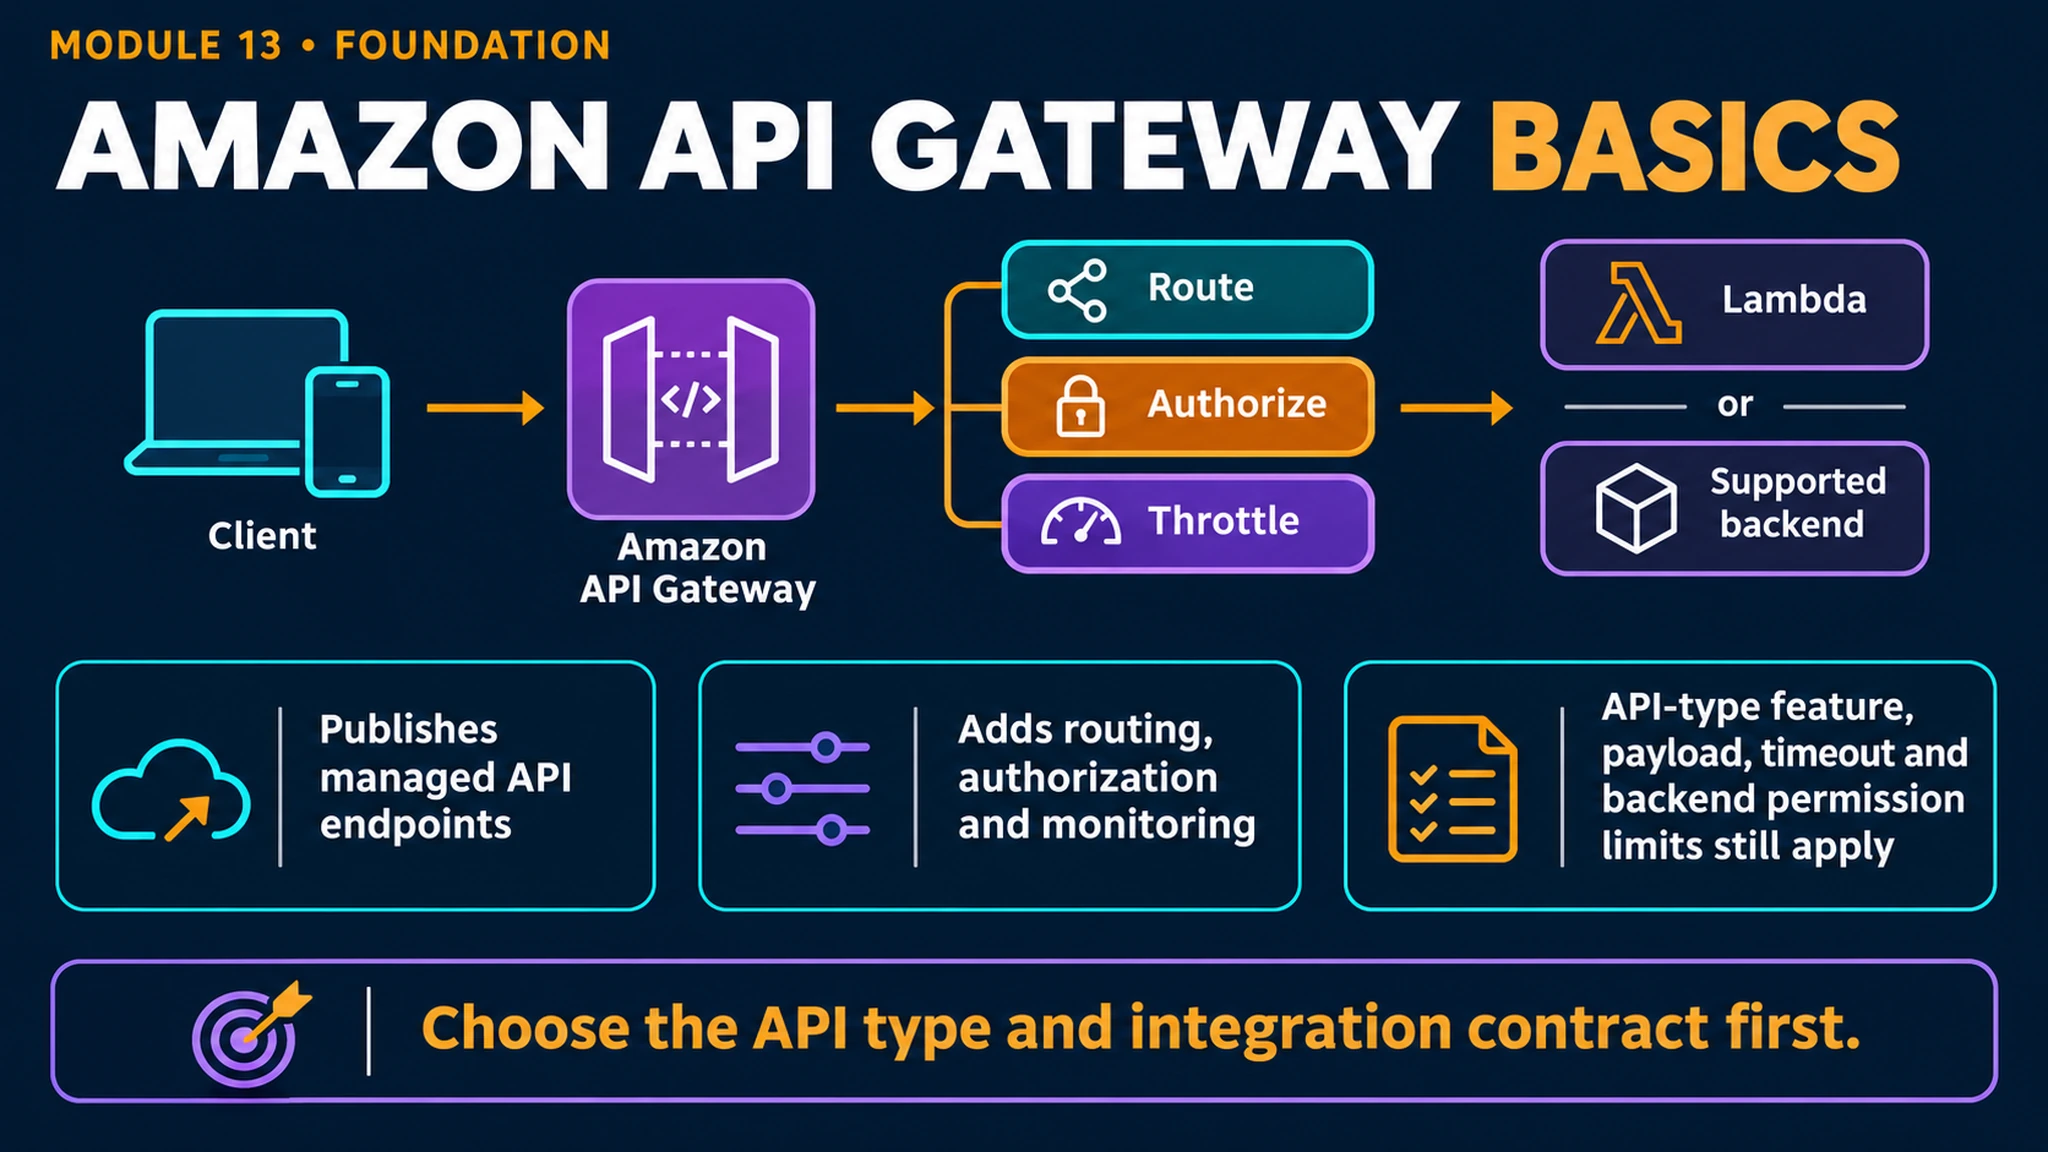 MODULE 13 • FOUNDATION
AMAZON API GATEWAY BASICS
Client
</>
Amazon
API Gateway
Route
Authorize
Throttle
Lambda
or
Supported
backend
Publishes
managed API
endpoints
Adds routing,
authorization
and monitoring
API-type feature,
payload, timeout and
backend permission
limits still apply
Choose the API type and integration contract first.